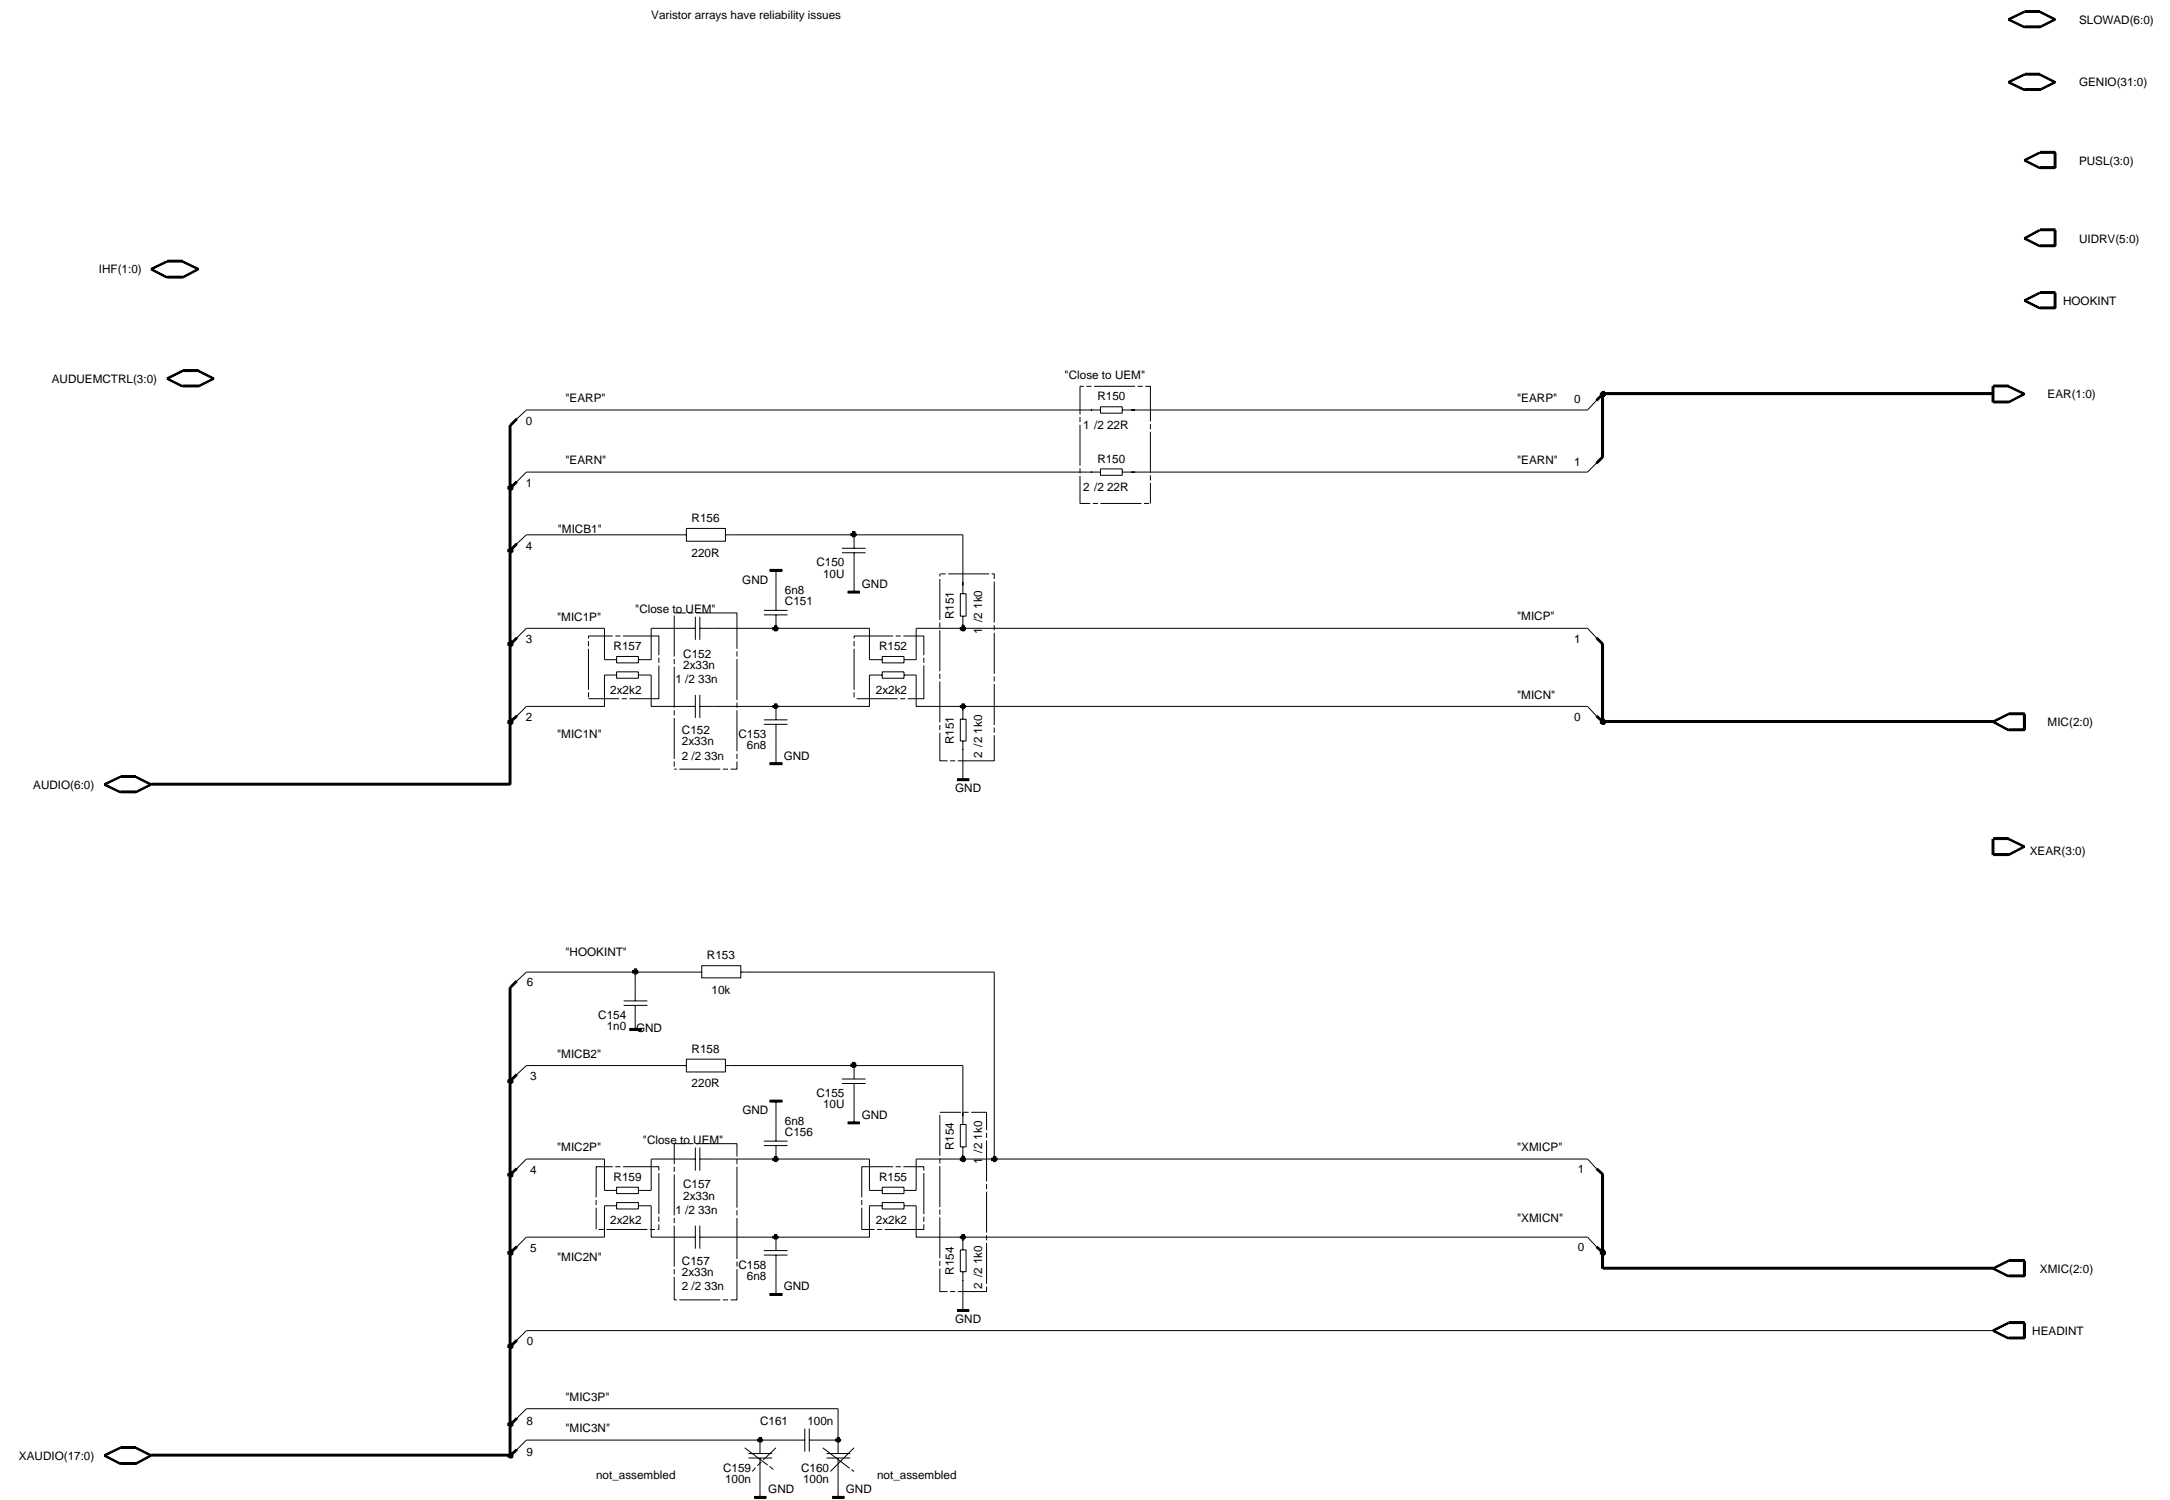 Varistor arrays have reliability issues
SLOWAD(6:0)
GENIO(31:0)
PUSL(3:0)
UIDRV(5:0)
IHF(1:0)
HOOKINT
AUDUEMCTRL(3:0)
"Close to UEM"
"EARP"
0
R150
1 /2 22R
"EARP"
0
EAR(1:0)
"EARN"
1
R150
2 /2 22R
"EARN"
1
"MICB1"
4
R156
220R
C150
10U
GND
GND
6n8
C151
R151
1 /2 1k0
"Close to UEM"
"MIC1P"
3
R157
2x2k2
C152
2x33n
1 /2 33n
R152
2x2k2
"MICP"
1
"MICN"
0
2
"MIC1N"
C152
2x33n
2 /2 33n
C153
6n8
GND
R151
2 /2 1k0
GND
MIC(2:0)
AUDIO(6:0)
XEAR(3:0)
"HOOKINT"
6
R153
10k
C154
1n0
GND
"MICB2"
3
R158
220R
C155
10U
GND
GND
6n8
C156
R154
1 /2 1k0
"Close to UEM"
"MIC2P"
4
R159
2x2k2
C157
2x33n
1 /2 33n
R155
2x2k2
"XMICP"
1
"XMICN"
0
5
"MIC2N"
C157
2x33n
2 /2 33n
C158
6n8
GND
R154
2 /2 1k0
GND
XMIC(2:0)
0
HEADINT
"MIC3P"
8
"MIC3N"
9
C161
100n
XAUDIO(17:0)
not_assembled
C159
100n
GND
C160
100n
GND
not_assembled